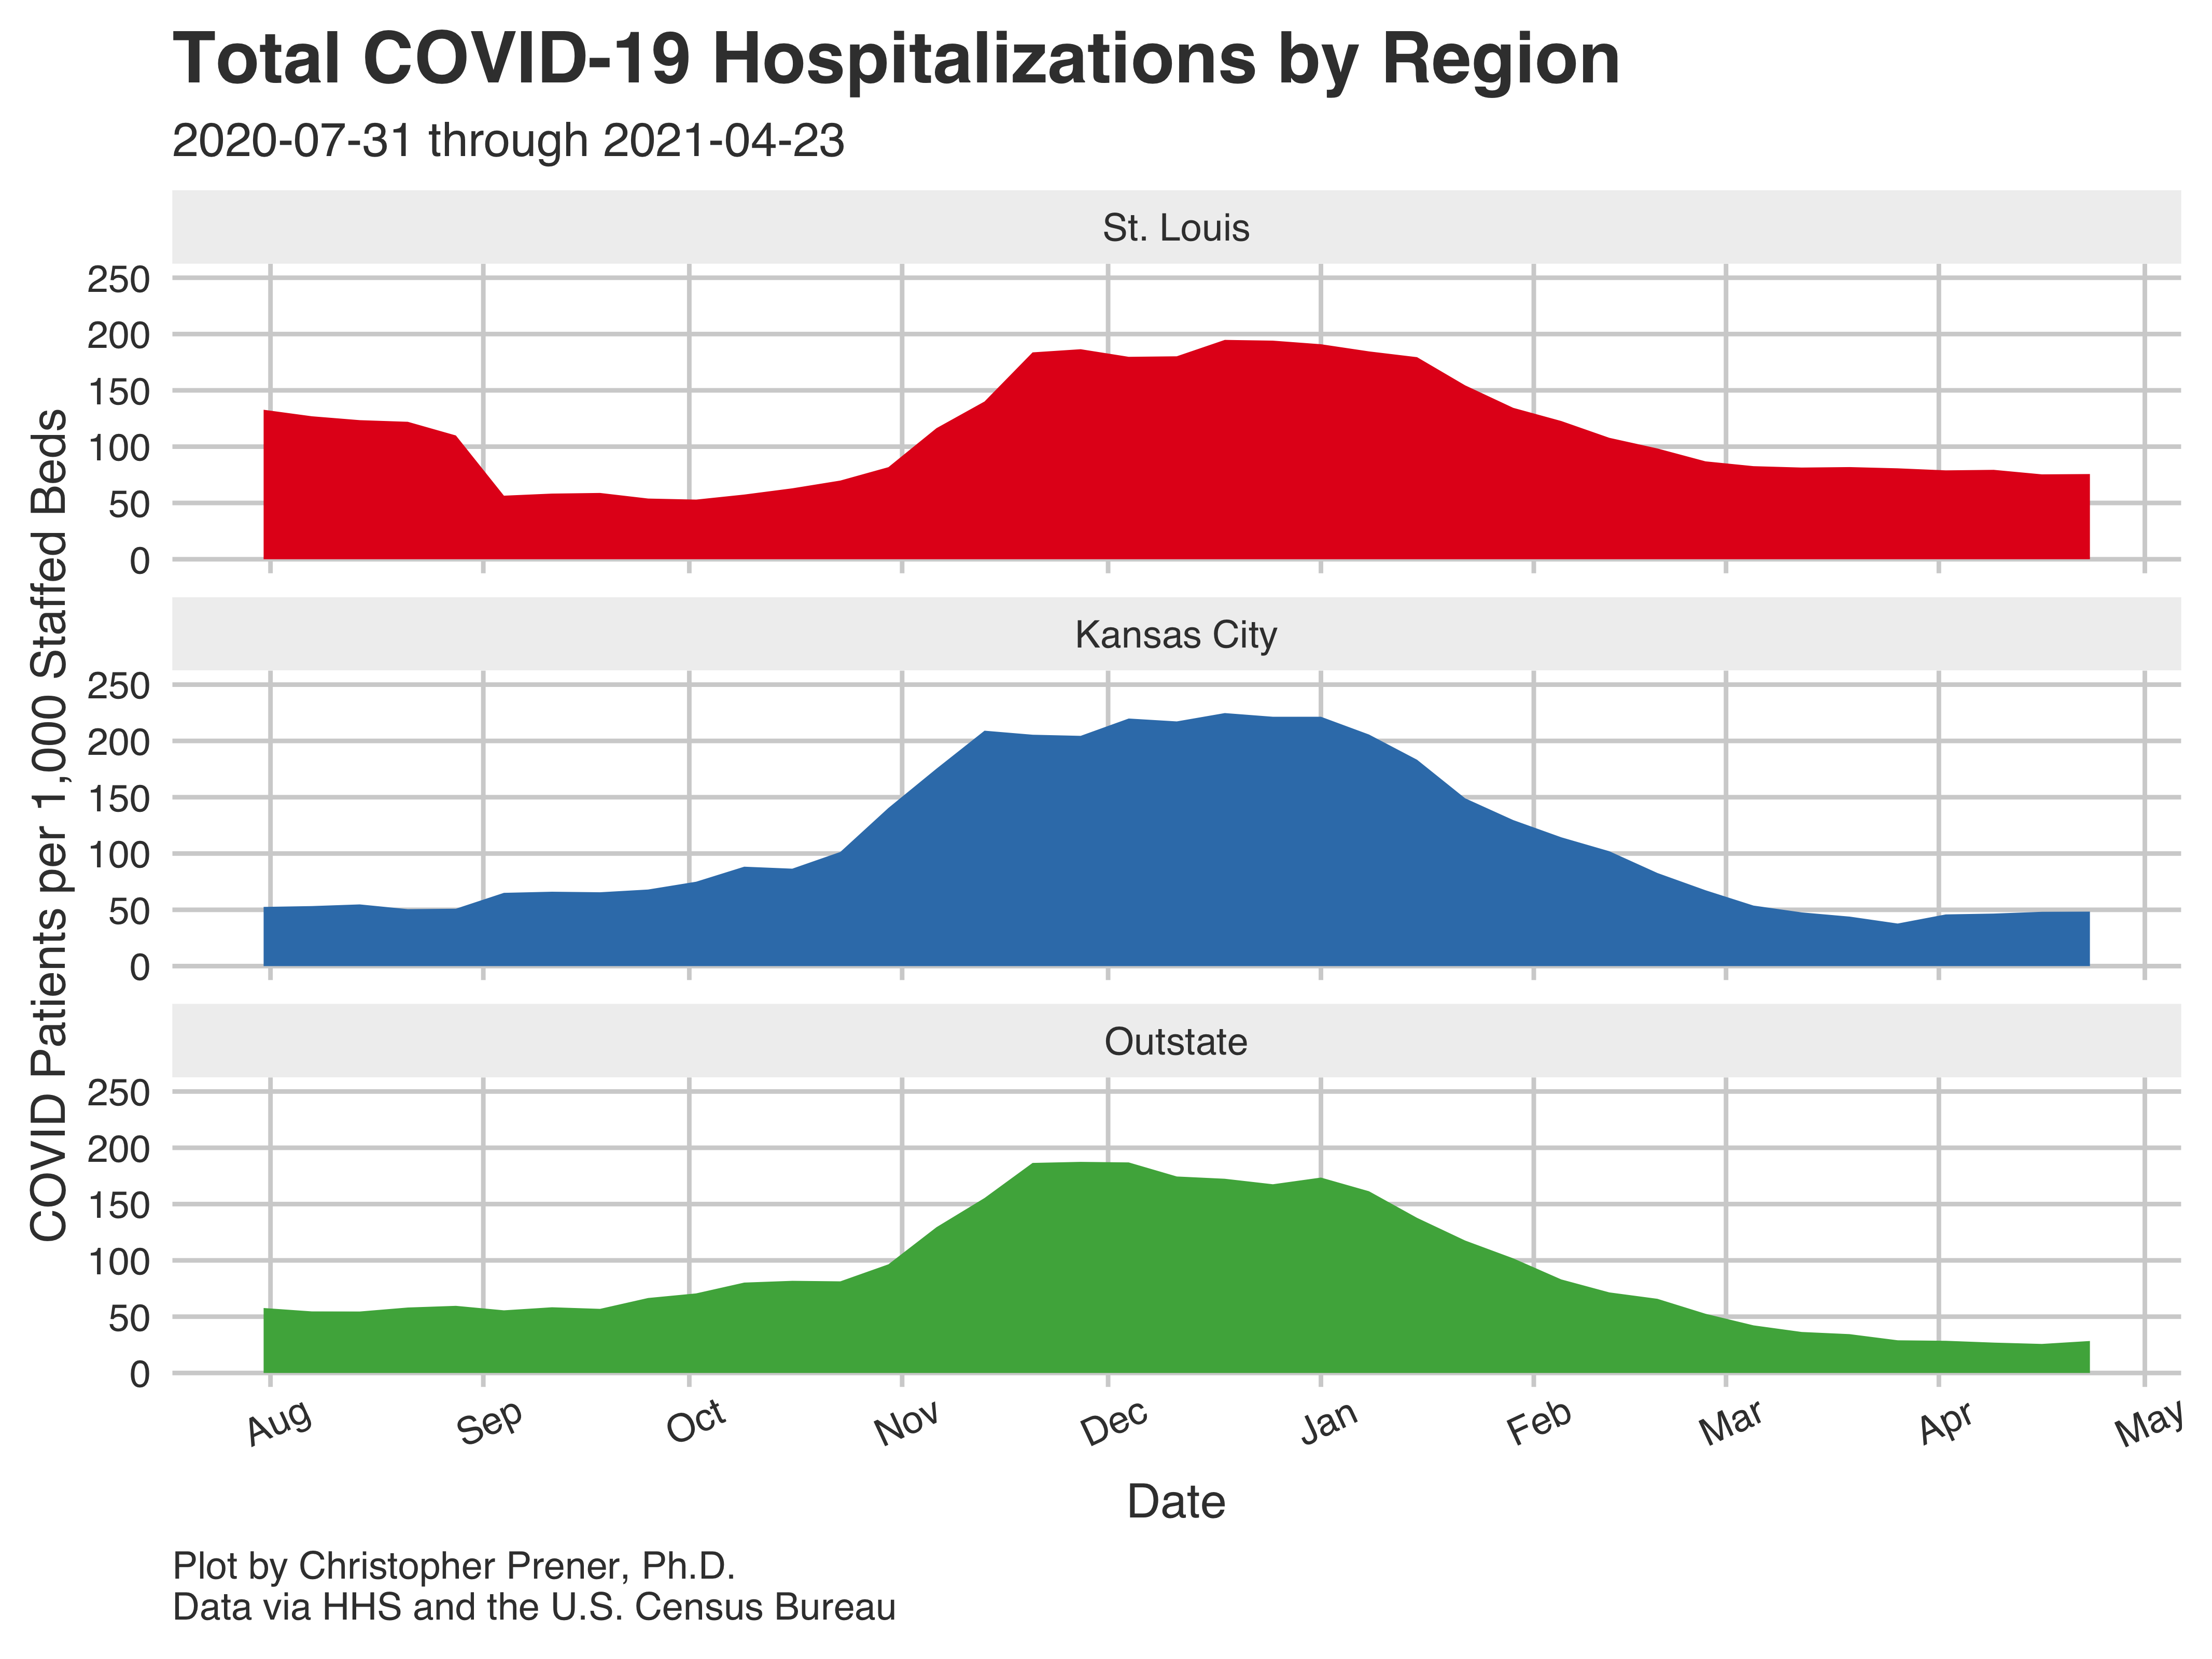 Total COVID-19 Hospitalizations by Region
2020-07-31 through 2021-04-23
St. Louis
250
200
150
100
50
0
Kansas City
250
200
150
100
50
0
Outstate
250
200
150
100
50
0
COVID Patients per 1,000 Staffed Beds
Aug Sep Oct Nov Dec Jan Feb Mar Apr May
Date
Plot by Christopher Prener, Ph.D.
Data via HHS and the U.S. Census Bureau